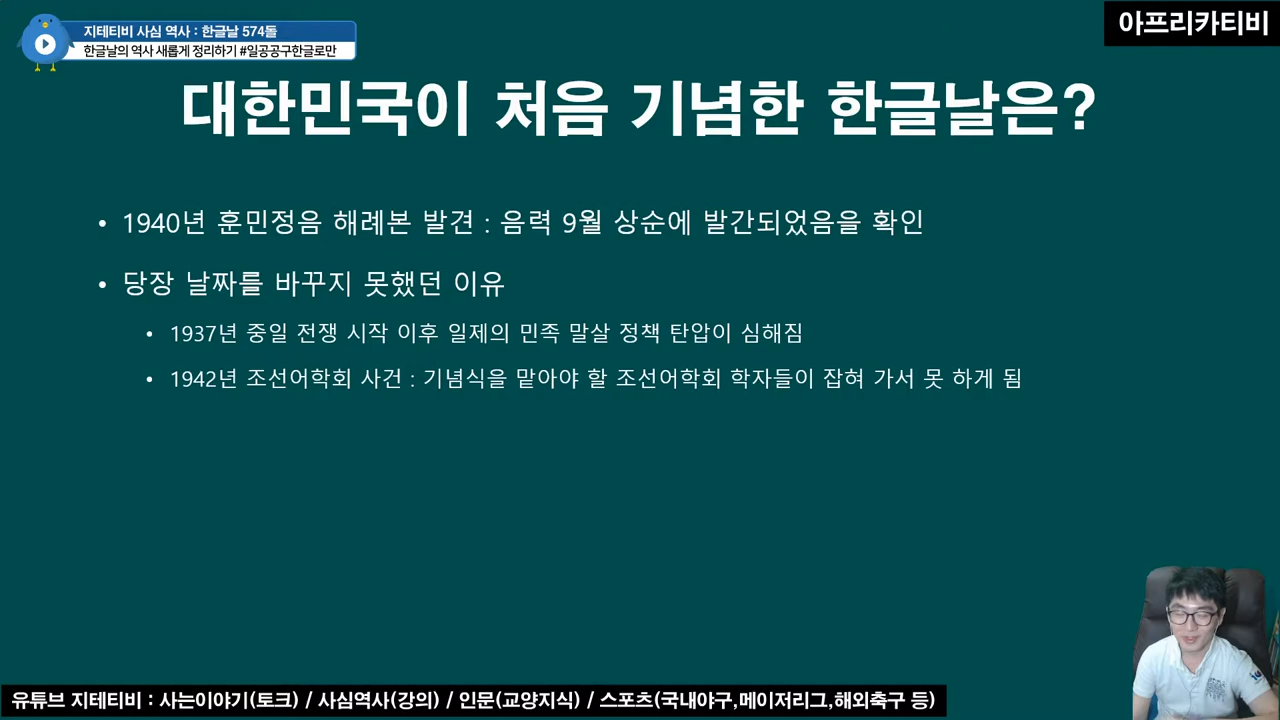 지테티비 사심 역사 : 한글날 574돌
한글날의 역사 새롭게 정리하기 #일공공구한글로만
아프리카티비
대한민국이 처음 기념한 한글날은?
• 1940년 훈민정음 해례본 발견 : 음력 9월 상순에 발간되었음을 확인
• 당장 날짜를 바꾸지 못했던 이유
• 1937년 중일 전쟁 시작 이후 일제의 민족 말살 정책 탄압이 심해짐
• 1942년 조선어학회 사건 : 기념식을 맡아야 할 조선어학회 학자들이 잡혀 가서 못 하게 됨
유튜브 지테티비 : 사는이야기(토크) / 사심역사(강의) / 인문(교양지식) / 스포츠(국내야구,메이저리그,해외축구 등)